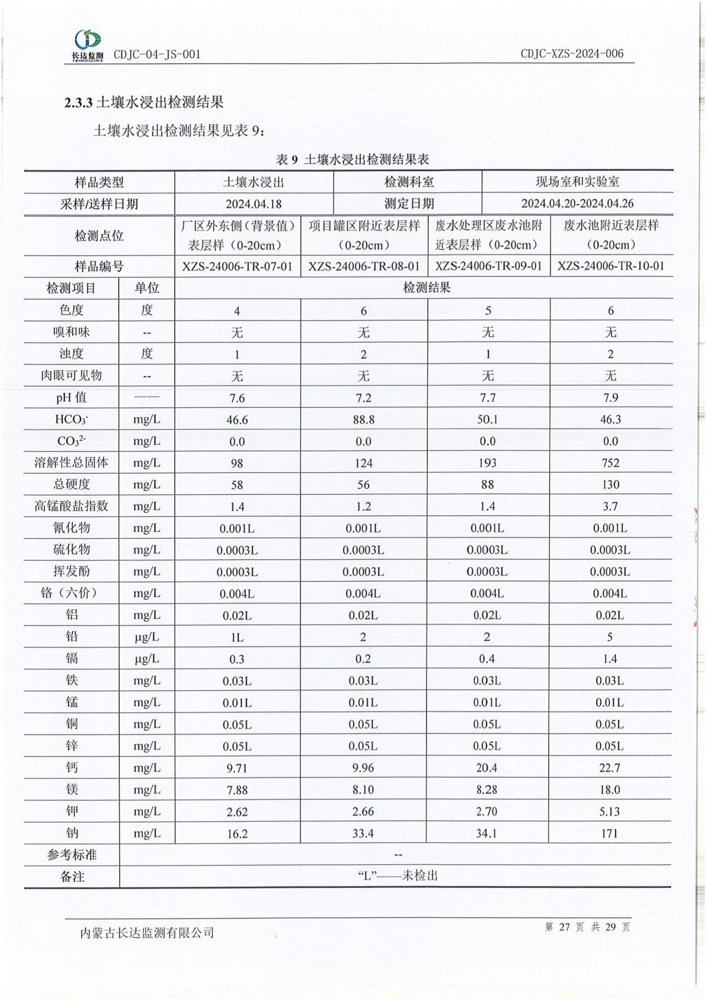 长达监测
CHANGDAJIANCE
CDJC-04-JS-001 CDJC-XZS-2024-006
2.3.3 土壤水浸出检测结果
土壤水浸出检测结果见表 9：
表 9 土壤水浸出检测结果表
样品类型 土壤水浸出 检测科室 现场室和实验室
采样/送样日期 2024.04.18 测定日期 2024.04.20-2024.04.26
检测点位 厂区外东侧（背景值）表层样（0-20cm） 项目罐区附近表层样（0-20cm） 废水处理区废水池附近表层样（0-20cm） 废水池附近表层样（0-20cm）
样品编号 XZS-24006-TR-07-01 XZS-24006-TR-08-01 XZS-24006-TR-09-01 XZS-24006-TR-10-01
检测项目 单位 检测结果
色度 度 4 6 5 6
嗅和味 -- 无 无 无 无
浊度 度 1 2 1 2
肉眼可见物 -- 无 无 无 无
pH 值 —— 7.6 7.2 7.7 7.9
HCO₃⁻ mg/L 46.6 88.8 50.1 46.3
CO₃²⁻ mg/L 0.0 0.0 0.0 0.0
溶解性总固体 mg/L 98 124 193 752
总硬度 mg/L 58 56 88 130
高锰酸盐指数 mg/L 1.4 1.2 1.4 3.7
氰化物 mg/L 0.001L 0.001L 0.001L 0.001L
硫化物 mg/L 0.0003L 0.0003L 0.0003L 0.0003L
挥发酚 mg/L 0.0003L 0.0003L 0.0003L 0.0003L
铬（六价） mg/L 0.004L 0.004L 0.004L 0.004L
铝 mg/L 0.02L 0.02L 0.02L 0.02L
铅 μg/L 1L 2 2 5
镉 μg/L 0.3 0.2 0.4 1.4
铁 mg/L 0.03L 0.03L 0.03L 0.03L
锰 mg/L 0.01L 0.01L 0.01L 0.01L
铜 mg/L 0.05L 0.05L 0.05L 0.05L
锌 mg/L 0.05L 0.05L 0.05L 0.05L
钙 mg/L 9.71 9.96 20.4 22.7
镁 mg/L 7.88 8.10 8.28 18.0
钾 mg/L 2.62 2.66 2.70 5.13
钠 mg/L 16.2 33.4 34.1 171
参考标准 --
备注 “L”——未检出
内蒙古长达监测有限公司 第 27 页 共 29 页